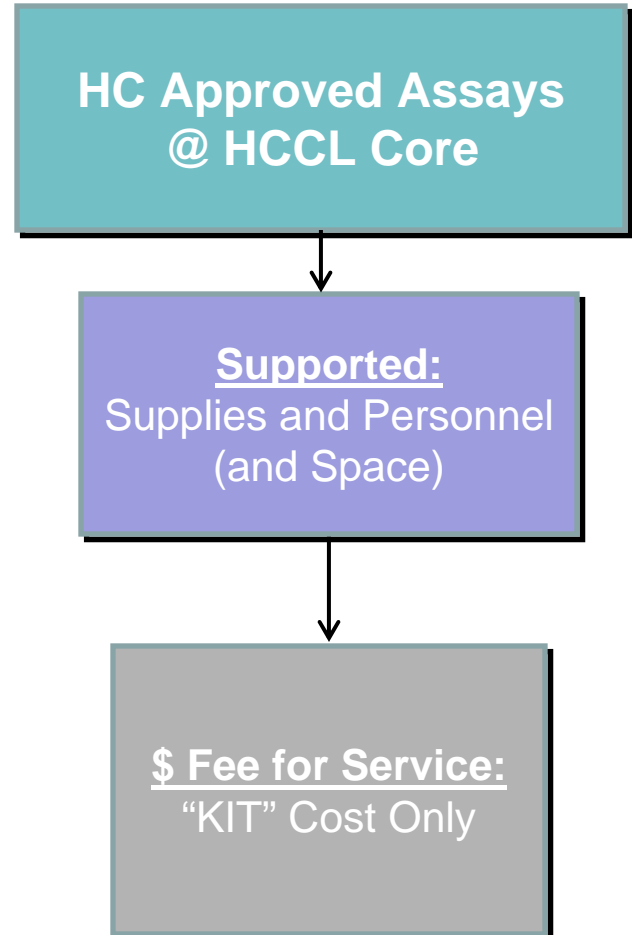 HC Approved Assays
@ HCCL Core
Supported:
Supplies and Personnel
(and Space)
$ Fee for Service:
“KIT” Cost Only